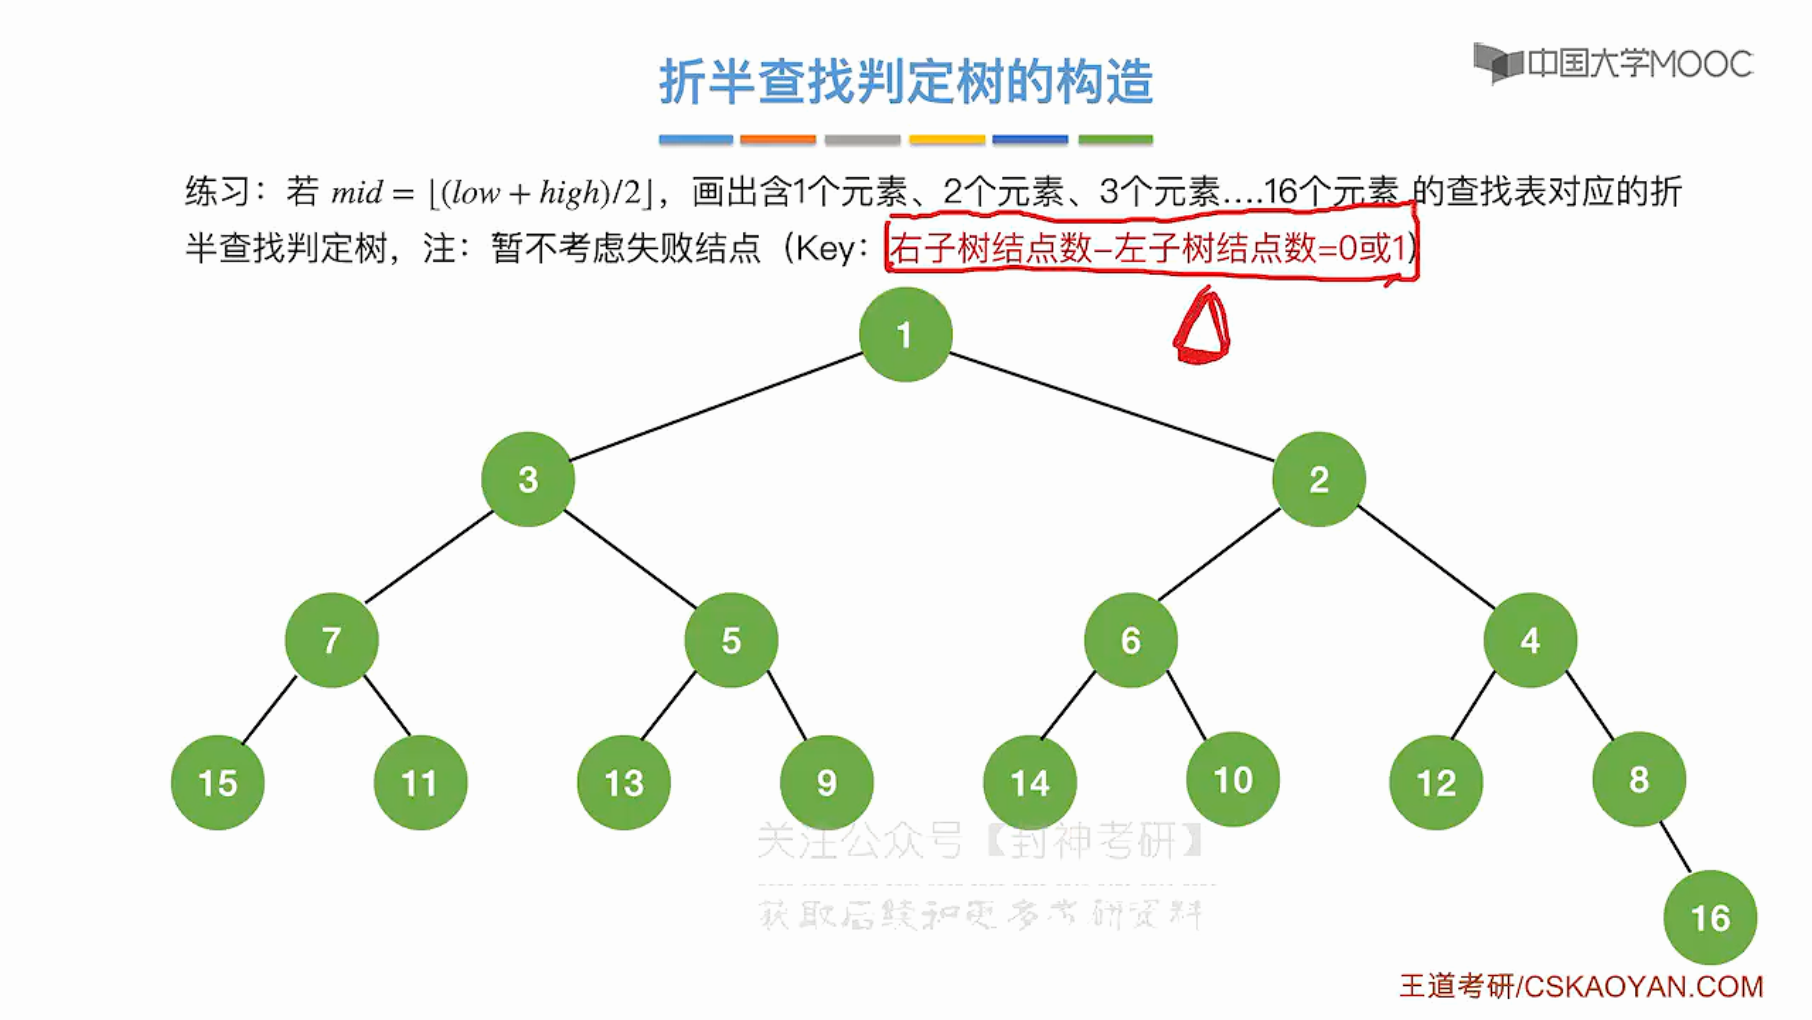 折半查找判定树的构造
中国大学MOOC
练习：若 mid = ⌊(low + high)/2⌋，画出含1个元素、2个元素、3个元素....16个元素 的查找表对应的折
半查找判定树，注：暂不考虑失败结点（Key：右子树结点数–左子树结点数=0或1)
1
3
2
7
5
6
4
15
11
13
9
14
10
12
8
关注公众号【封神考研】
获取后续和更多考研资料
16
王道考研/CSKAOYAN.COM